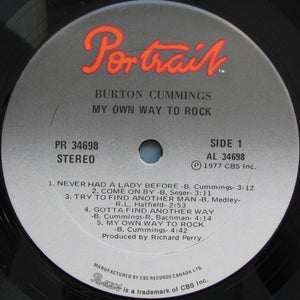 Portrait™
BURTON CUMMINGS
MY OWN WAY TO ROCK
PR 34698
STEREO
SIDE 1
AL 34698
℗ 1977 CBS Inc.
1. NEVER HAD A LADY BEFORE -B. Cummings- 3:12
2. COME ON BY -B. Seger- 3:13
3. TRY TO FIND ANOTHER MAN -B. Medley-
R.L. Hatfield- 2:53
4. GOTTA FIND ANOTHER WAY
-B. Cummings-R. Bachman- 4:04
5. MY OWN WAY TO ROCK
-B. Cummings- 4:42
Produced by Richard Perry
MANUFACTURED BY CBS RECORDS CANADA LTD.
Portrait is a trademark of CBS Inc.